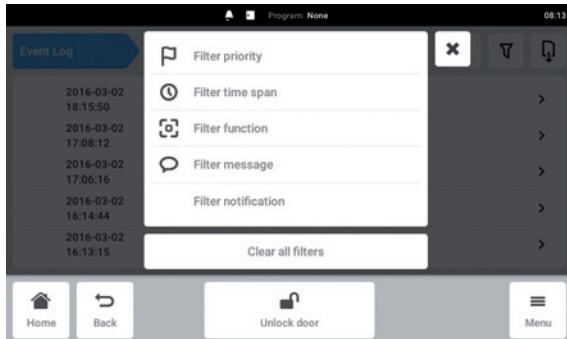 Program: None
08:13
Event Log
Filter priority
Filter time span
Filter function
Filter message
Filter notification
Clear all filters
2016-03-02
18:15:50
2016-03-02
17:08:12
2016-03-02
17:06:16
2016-03-02
16:14:44
2016-03-02
16:13:15
Home
Back
Unlock door
Menu